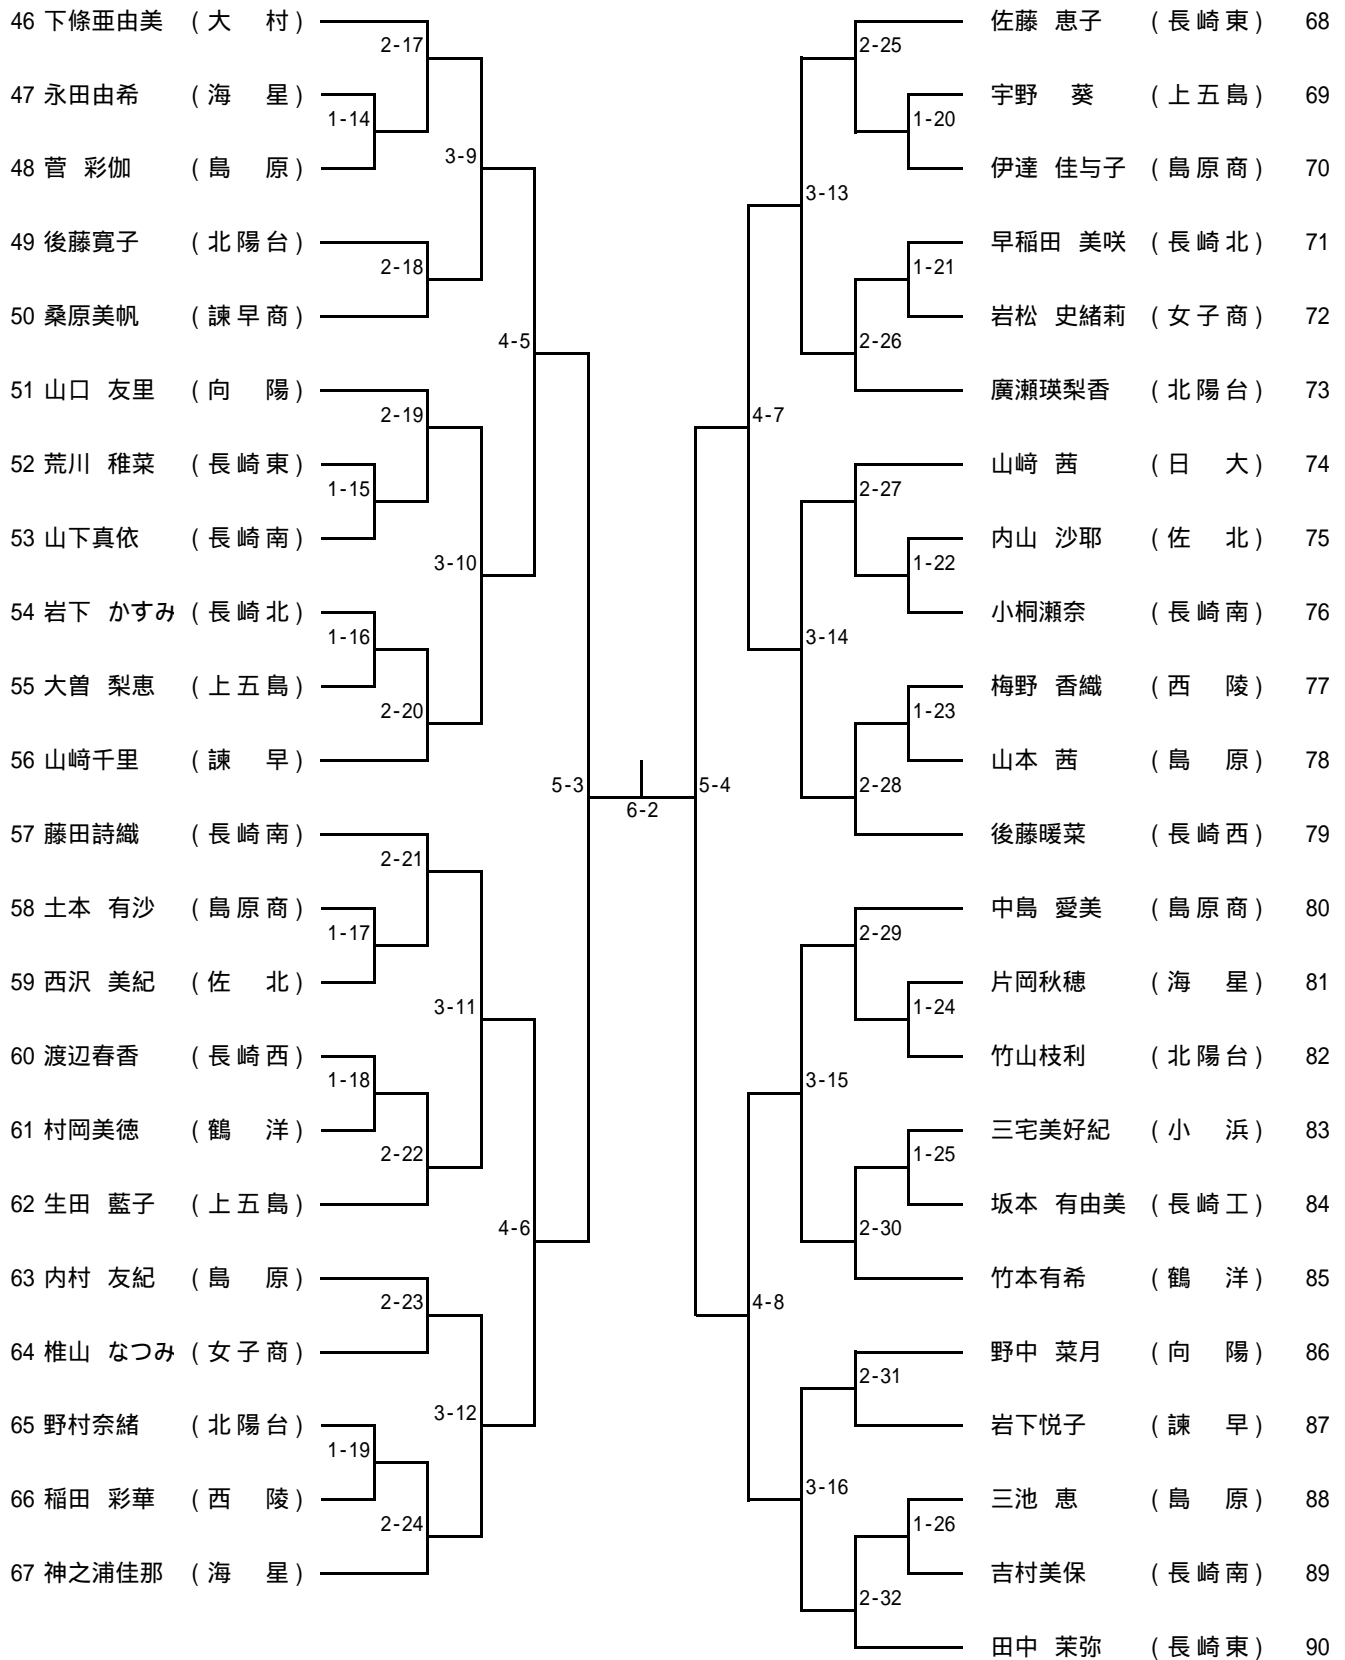 46 下條亜由美 (大 村)
2-17
47 永田由希 (海 星)
1-14
48 菅 彩伽 (島 原)
3-9
49 後藤寛子 (北陽台)
2-18
50 桑原美帆 (諫早商)
4-5
51 山口 友里 (向 陽)
2-19
52 荒川 稚菜 (長崎東)
1-15
53 山下真依 (長崎南)
3-10
54 岩下 かすみ (長崎北)
1-16
55 大曽 梨恵 (上五島)
2-20
56 山﨑千里 (諫 早)
5-3
57 藤田詩織 (長崎南)
2-21
58 土本 有沙 (島原商)
1-17
59 西沢 美紀 (佐 北)
3-11
60 渡辺春香 (長崎西)
1-18
61 村岡美徳 (鶴 洋)
2-22
62 生田 藍子 (上五島)
4-6
63 内村 友紀 (島 原)
2-23
64 椎山 なつみ (女子商)
3-12
65 野村奈緒 (北陽台)
1-19
66 稲田 彩華 (西 陵)
2-24
67 神之浦佳那 (海 星)
6-2
佐藤 恵子 (長崎東) 68
2-25
宇野 葵 (上五島) 69
1-20
伊達 佳与子 (島原商) 70
3-13
早稲田 美咲 (長崎北) 71
1-21
岩松 史緒莉 (女子商) 72
2-26
廣瀬瑛梨香 (北陽台) 73
4-7
山﨑 茜 (日 大) 74
2-27
内山 沙耶 (佐 北) 75
1-22
小桐瀬奈 (長崎南) 76
3-14
梅野 香織 (西 陵) 77
1-23
山本 茜 (島 原) 78
2-28
5-4
後藤暖菜 (長崎西) 79
中島 愛美 (島原商) 80
2-29
片岡秋穂 (海 星) 81
1-24
竹山枝利 (北陽台) 82
3-15
三宅美好紀 (小 浜) 83
1-25
坂本 有由美 (長崎工) 84
2-30
竹本有希 (鶴 洋) 85
4-8
野中 菜月 (向 陽) 86
2-31
岩下悦子 (諫 早) 87
3-16
三池 恵 (島 原) 88
1-26
吉村美保 (長崎南) 89
2-32
田中 茉弥 (長崎東) 90